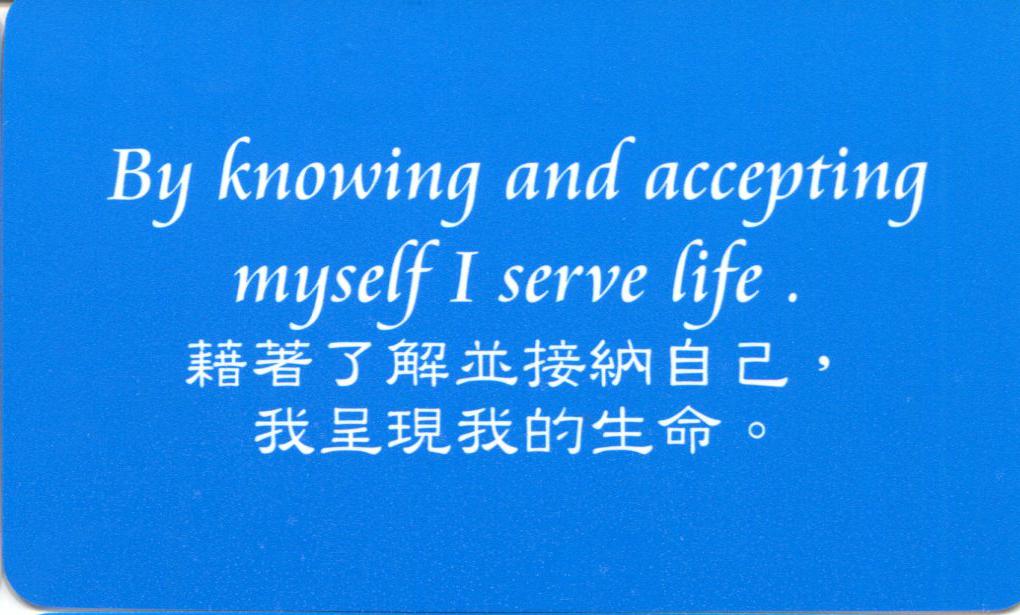 By knowing and accepting
myself I serve life .
藉著了解並接納自己，
我呈現我的生命。